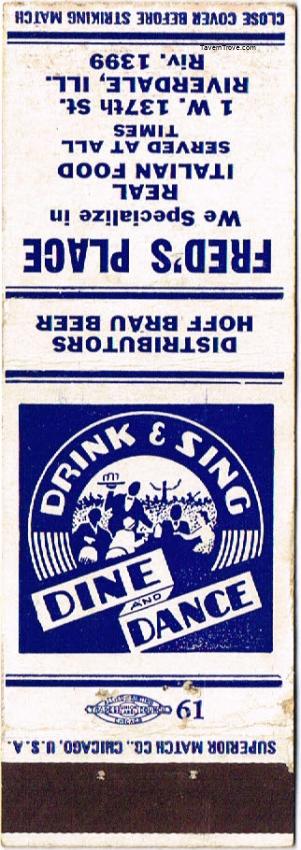 CLOSE COVER BEFORE STRIKING MATCH
TavernTrove.com
FRED'S PLACE
We Specialize in
REAL
ITALIAN FOOD
SERVED AT ALL
TIMES
1 W. 137th St.
RIVERDALE, ILL.
Riv. 1399
DISTRIBUTORS
HOFF BRAU BEER
DRINK & SING
DINE
AND
DANCE
61
SUPERIOR MATCH CO., CHICAGO, U.S.A.